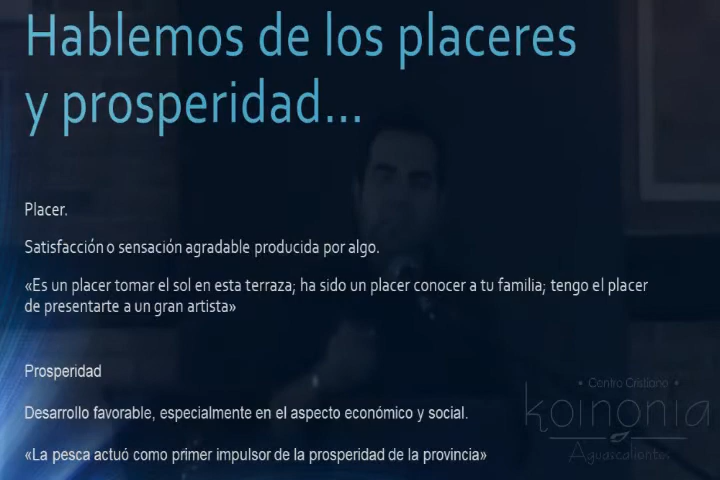 Hablemos de los placeres
y prosperidad...
Placer.
Satisfacción o sensación agradable producida por algo.
«Es un placer tomar el sol en esta terraza; ha sido un placer conocer a tu familia; tengo el placer
de presentarte a un gran artista»
Prosperidad
Desarrollo favorable, especialmente en el aspecto económico y social.
«La pesca actuó como primer impulsor de la prosperidad de la provincia»
• Centro Cristiano •
koinonia
Aguascalientes